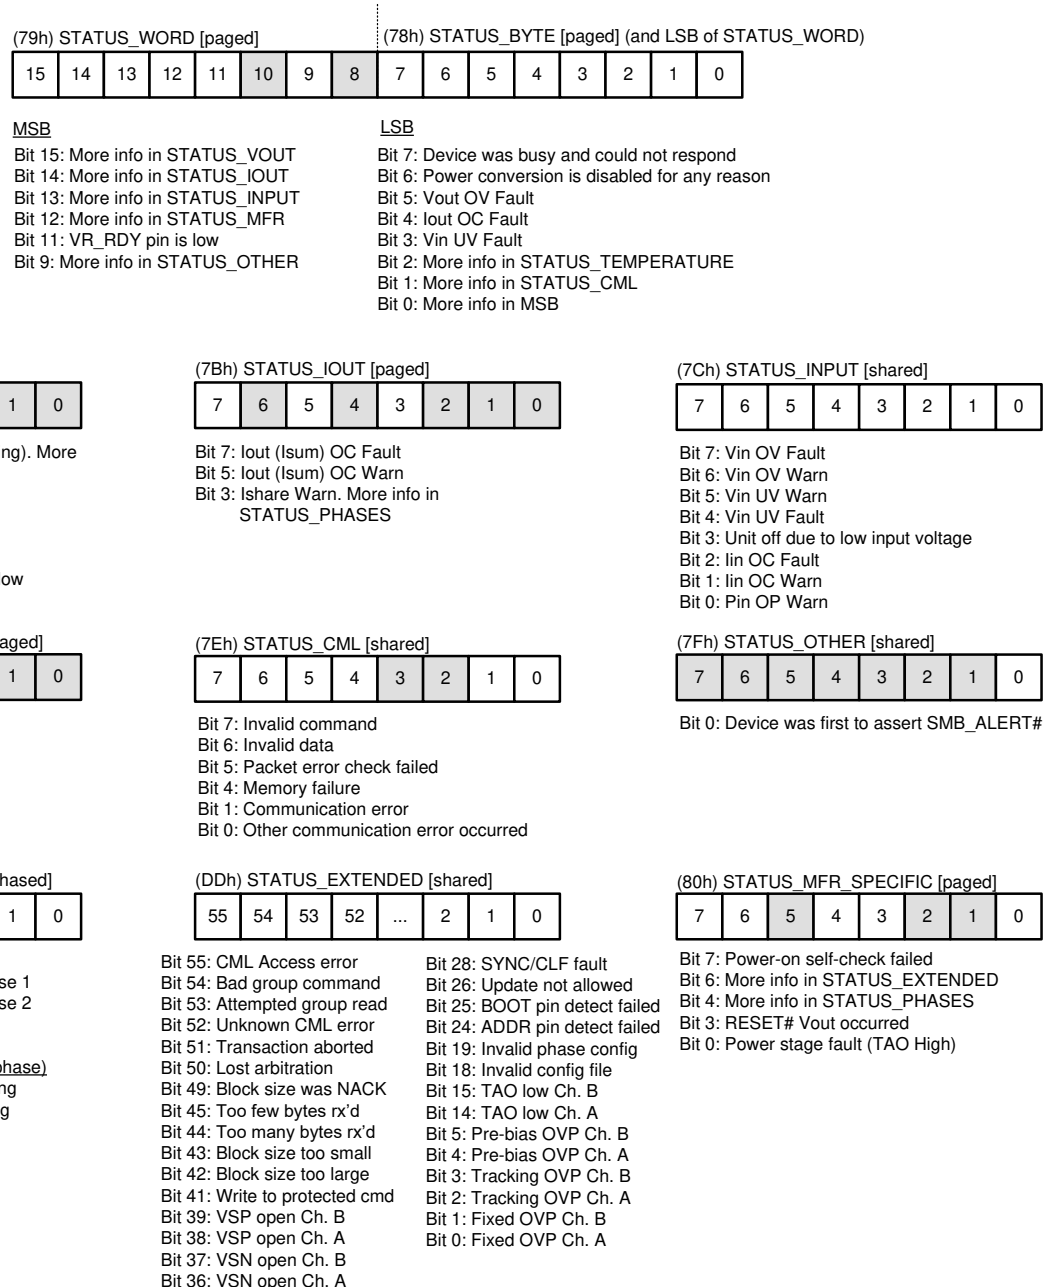 (79h) STATUS_WORD [paged]
(78h) STATUS_BYTE [paged] (and LSB of STATUS_WORD)
15 14 13 12 11 10 9 8 7 6 5 4 3 2 1 0
MSB
Bit 15: More info in STATUS_VOUT
Bit 14: More info in STATUS_IOUT
Bit 13: More info in STATUS_INPUT
Bit 12: More info in STATUS_MFR
Bit 11: VR_RDY pin is low
Bit 9: More info in STATUS_OTHER
LSB
Bit 7: Device was busy and could not respond
Bit 6: Power conversion is disabled for any reason
Bit 5: Vout OV Fault
Bit 4: Iout OC Fault
Bit 3: Vin UV Fault
Bit 2: More info in STATUS_TEMPERATURE
Bit 1: More info in STATUS_CML
Bit 0: More info in MSB
1 0
ng). More
ow
(7Bh) STATUS_IOUT [paged]
7 6 5 4 3 2 1 0
Bit 7: Iout (Isum) OC Fault
Bit 5: Iout (Isum) OC Warn
Bit 3: Ishare Warn. More info in
STATUS_PHASES
(7Ch) STATUS_INPUT [shared]
7 6 5 4 3 2 1 0
Bit 7: Vin OV Fault
Bit 6: Vin OV Warn
Bit 5: Vin UV Warn
Bit 4: Vin UV Fault
Bit 3: Unit off due to low input voltage
Bit 2: Iin OC Fault
Bit 1: Iin OC Warn
Bit 0: Pin OP Warn
aged]
1 0
(7Eh) STATUS_CML [shared]
7 6 5 4 3 2 1 0
Bit 7: Invalid command
Bit 6: Invalid data
Bit 5: Packet error check failed
Bit 4: Memory failure
Bit 1: Communication error
Bit 0: Other communication error occurred
(7Fh) STATUS_OTHER [shared]
7 6 5 4 3 2 1 0
Bit 0: Device was first to assert SMB_ALERT#
hased]
1 0
se 1
se 2
phase)
ng
g
(DDh) STATUS_EXTENDED [shared]
55 54 53 52 ... 2 1 0
Bit 55: CML Access error
Bit 54: Bad group command
Bit 53: Attempted group read
Bit 52: Unknown CML error
Bit 51: Transaction aborted
Bit 50: Lost arbitration
Bit 49: Block size was NACK
Bit 45: Too few bytes rx'd
Bit 44: Too many bytes rx'd
Bit 43: Block size too small
Bit 42: Block size too large
Bit 41: Write to protected cmd
Bit 39: VSP open Ch. B
Bit 38: VSP open Ch. A
Bit 37: VSN open Ch. B
Bit 36: VSN open Ch. A
Bit 28: SYNC/CLF fault
Bit 26: Update not allowed
Bit 25: BOOT pin detect failed
Bit 24: ADDR pin detect failed
Bit 19: Invalid phase config
Bit 18: Invalid config file
Bit 15: TAO low Ch. B
Bit 14: TAO low Ch. A
Bit 5: Pre-bias OVP Ch. B
Bit 4: Pre-bias OVP Ch. A
Bit 3: Tracking OVP Ch. B
Bit 2: Tracking OVP Ch. A
Bit 1: Fixed OVP Ch. B
Bit 0: Fixed OVP Ch. A
(80h) STATUS_MFR_SPECIFIC [paged]
7 6 5 4 3 2 1 0
Bit 7: Power-on self-check failed
Bit 6: More info in STATUS_EXTENDED
Bit 4: More info in STATUS_PHASES
Bit 3: RESET# Vout occurred
Bit 0: Power stage fault (TAO High)